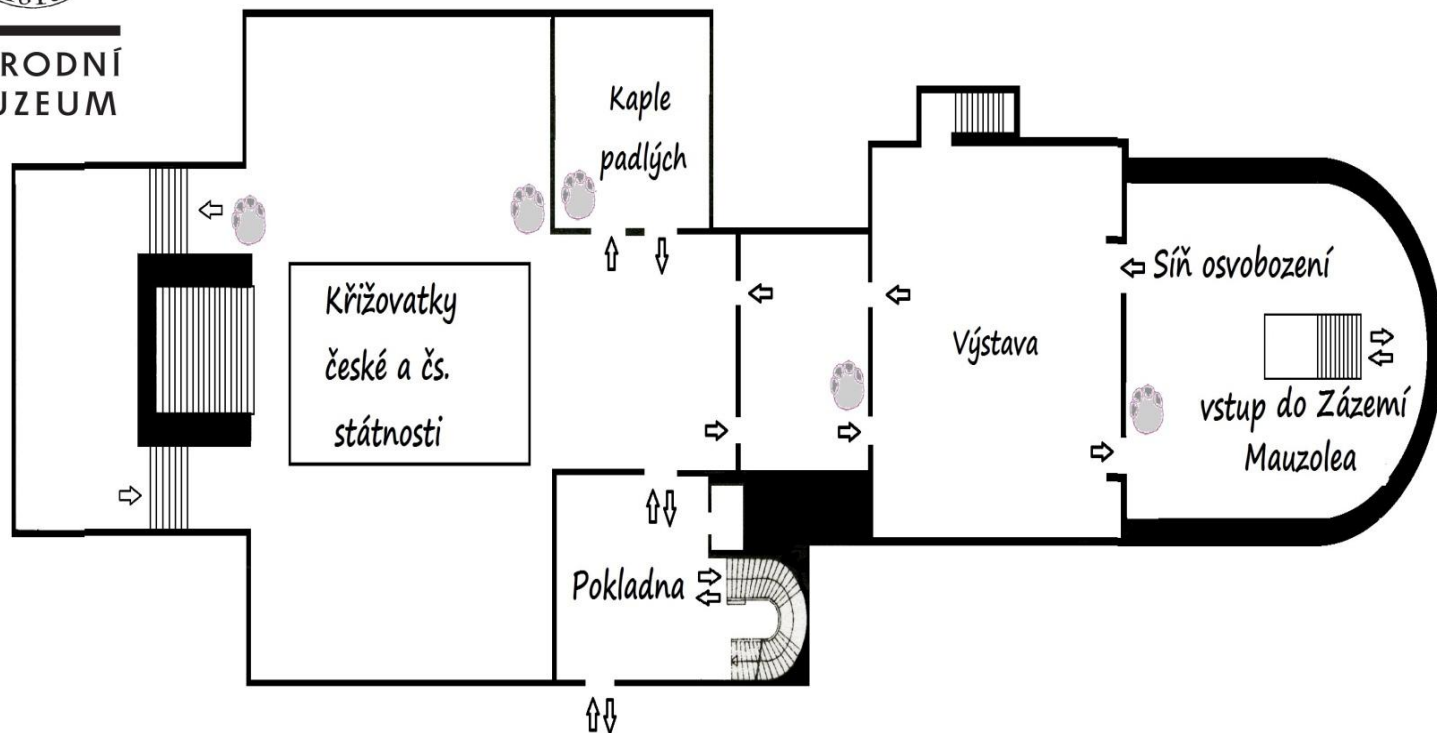 RODNÍ
UZEUM
Kaple
padlých
Křižovatky
české a čs.
státnosti
Síň osvobození
Výstava
vstup do Zázemí
Mauzolea
Pokladna